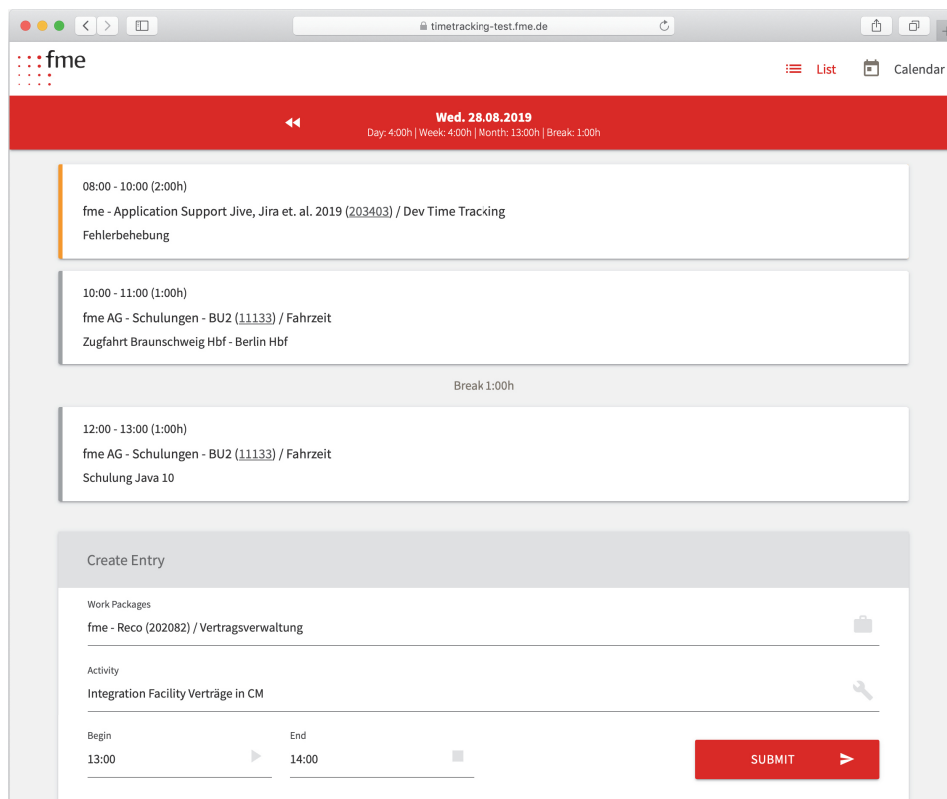 timetracking-test.fme.de
fme
List
Calendar
Wed. 28.08.2019
Day: 4:00h | Week: 4:00h | Month: 13:00h | Break: 1:00h
08:00 - 10:00 (2:00h)
fme - Application Support Jive, Jira et. al. 2019 (203403) / Dev Time Tracking
Fehlerbehebung
10:00 - 11:00 (1:00h)
fme AG - Schulungen - BU2 (11133) / Fahrzeit
Zugfahrt Braunschweig Hbf - Berlin Hbf
Break 1:00h
12:00 - 13:00 (1:00h)
fme AG - Schulungen - BU2 (11133) / Fahrzeit
Schulung Java 10
Create Entry
Work Packages
fme - Reco (202082) / Vertragsverwaltung
Activity
Integration Facility Verträge in CM
Begin
End
13:00
14:00
SUBMIT